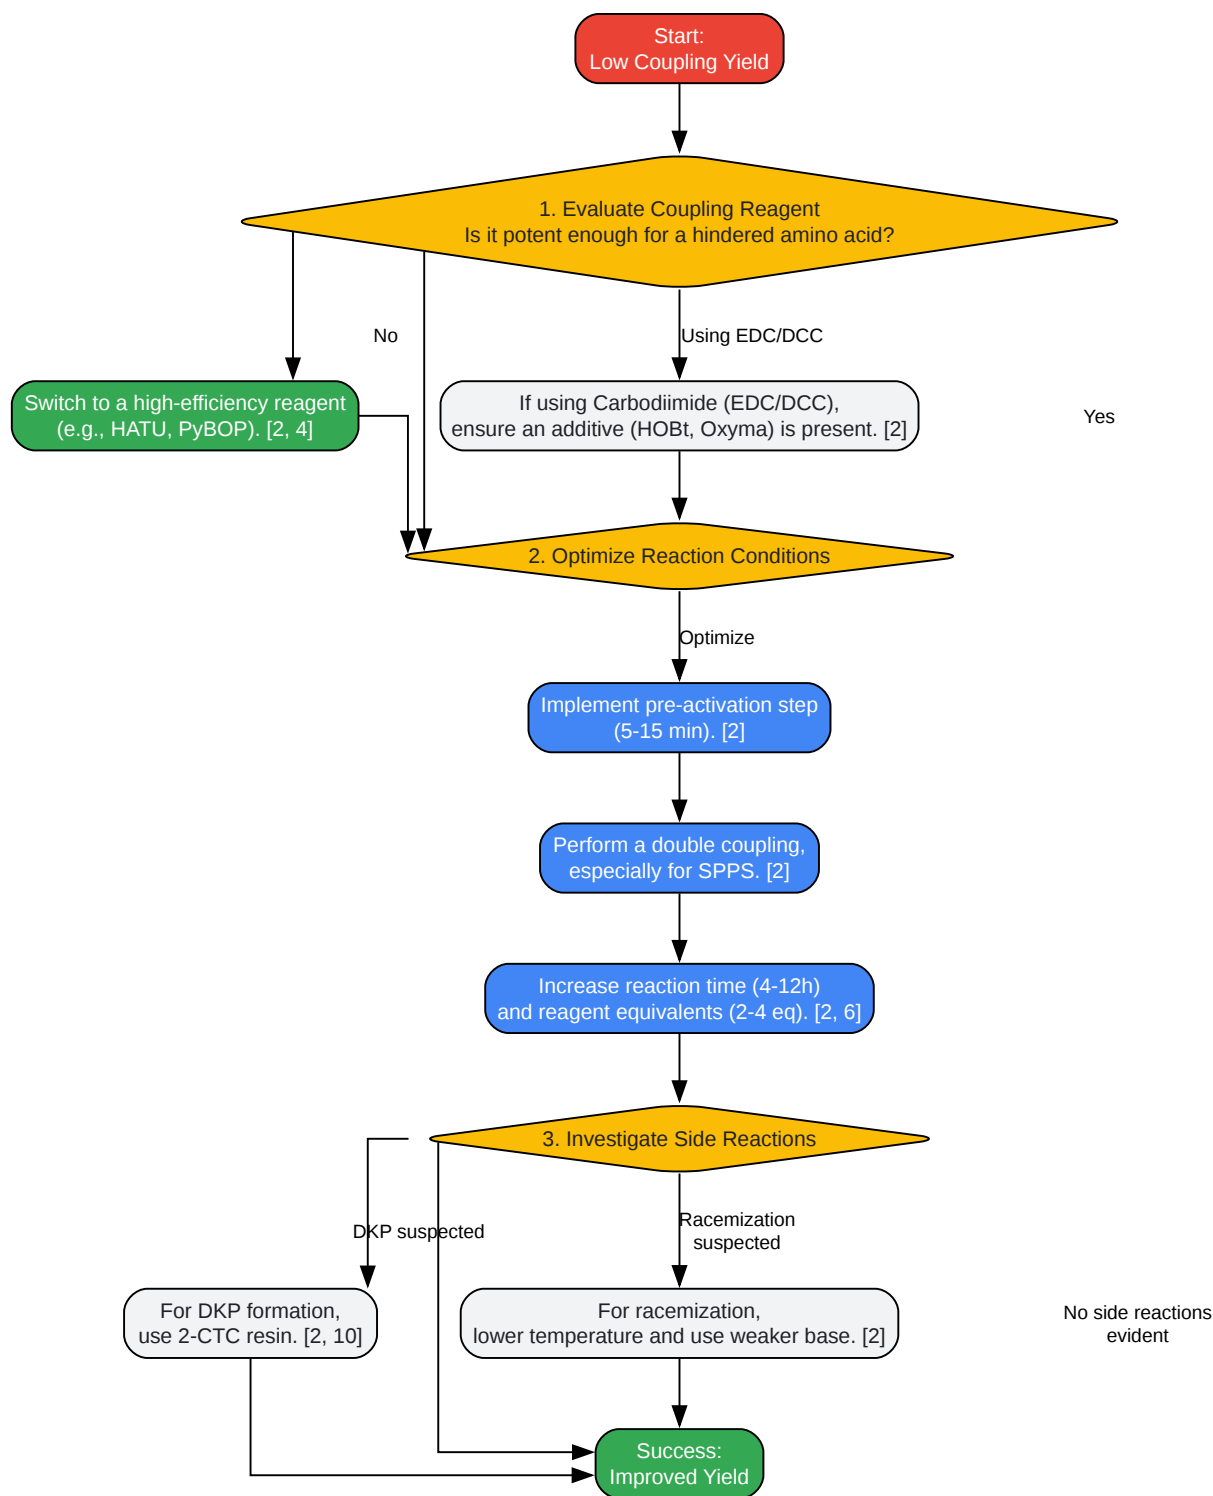 Start:
Low Coupling Yield
1. Evaluate Coupling Reagent
Is it potent enough for a hindered amino acid?
No
Using EDC/DCC
Switch to a high-efficiency reagent
(e.g., HATU, PyBOP). [2, 4]
If using Carbodiimide (EDC/DCC),
ensure an additive (HOBt, Oxyma) is present. [2]
Yes
2. Optimize Reaction Conditions
Optimize
Implement pre-activation step
(5-15 min). [2]
Perform a double coupling,
especially for SPPS. [2]
Increase reaction time (4-12h)
and reagent equivalents (2-4 eq). [2, 6]
3. Investigate Side Reactions
DKP suspected
Racemization
suspected
For DKP formation,
use 2-CTC resin. [2, 10]
For racemization,
lower temperature and use weaker base. [2]
No side reactions
evident
Success:
Improved Yield